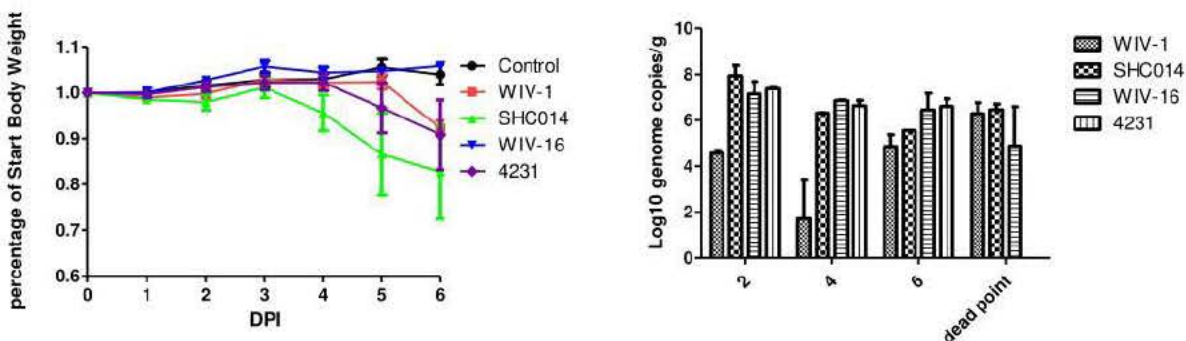 percentage of Start Body Weight
1.1
1.0
0.9
0.8
0.7
0.6
0 1 2 3 4 5 6
DPI
Control
WIV-1
SHC014
WIV-16
4231
Log10 genome copies/g
10
8
6
4
2
0
2 4 6 dead point
WIV-1
SHC014
WIV-16
4231